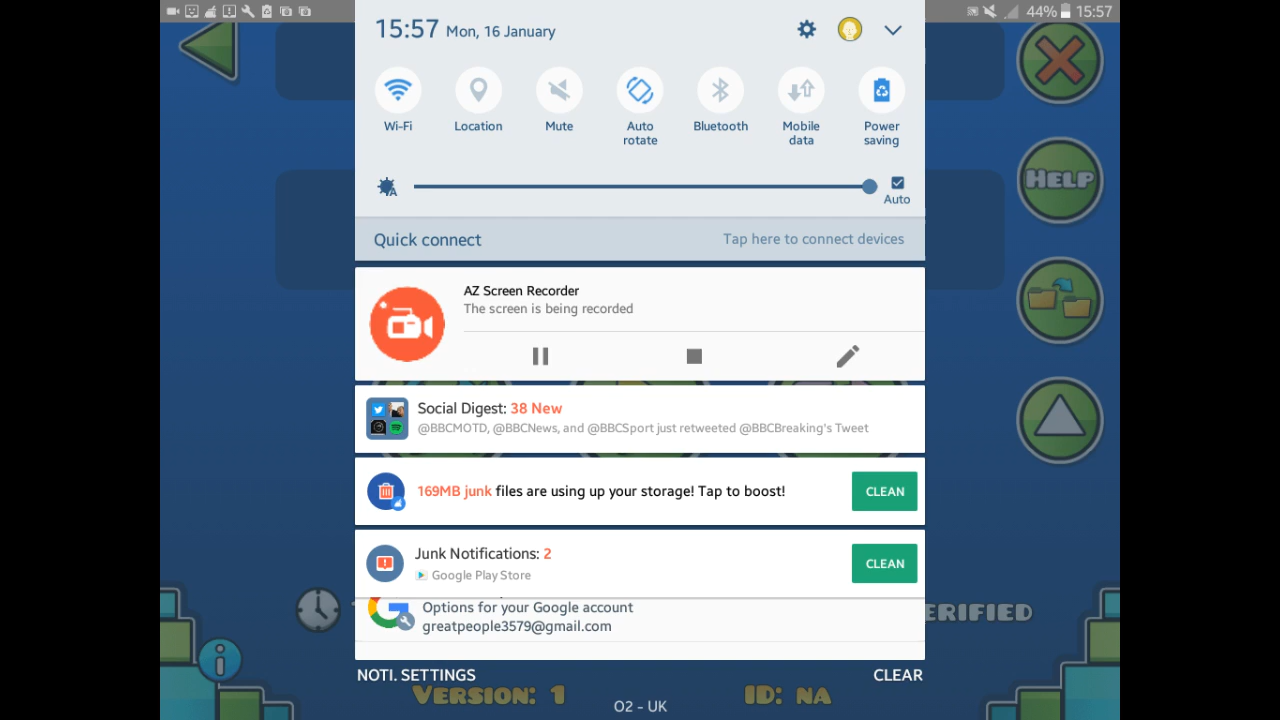 44% 15:57
15:57 Mon, 16 January
Wi-Fi
Location
Mute
Auto rotate
Bluetooth
Mobile data
Power saving
A
Auto
Quick connect
Tap here to connect devices
HELP
AZ Screen Recorder
The screen is being recorded
Social Digest: 38 New
@BBCMOTD, @BBCNews, and @BBCSport just retweeted @BBCBreaking's Tweet
169MB junk files are using up your storage! Tap to boost!
CLEAN
Junk Notifications: 2
Google Play Store
CLEAN
Options for your Google account
greatpeople3579@gmail.com
ERIFIED
NOTI. SETTINGS
CLEAR
VERSION: 1
ID: NA
O2 - UK